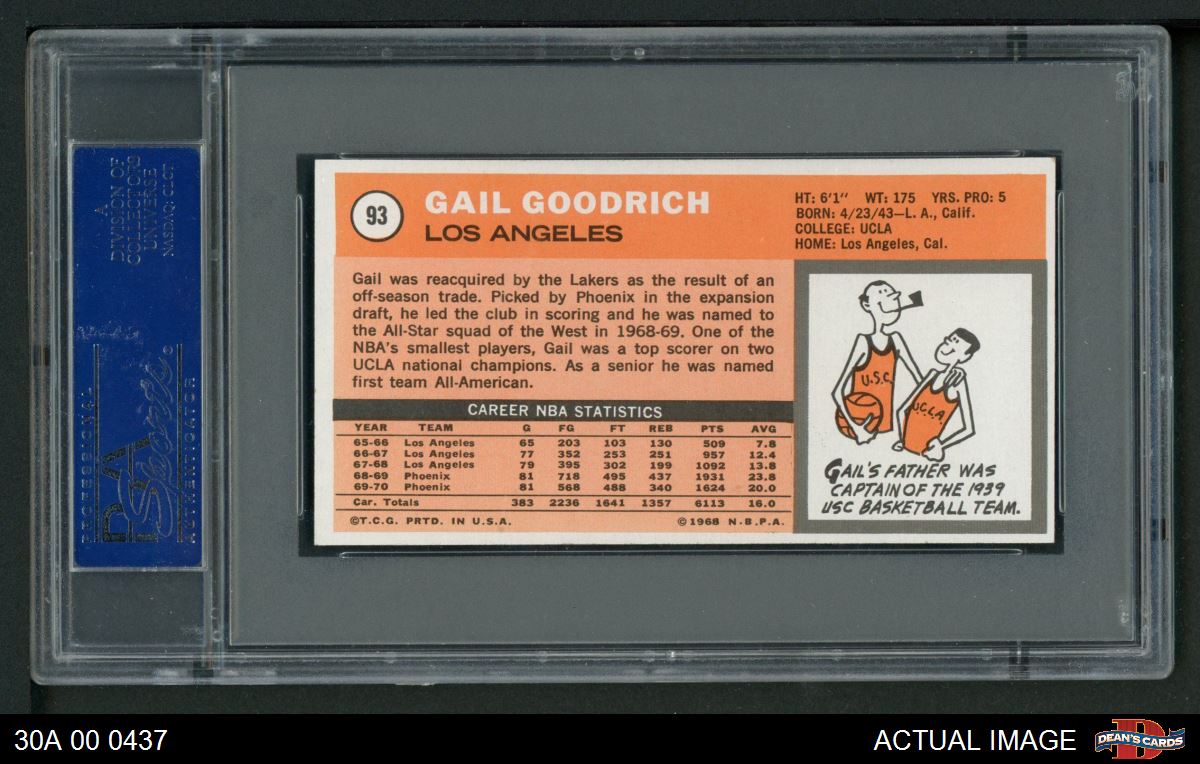 A
DIVISION OF
COLLECTORS
UNIVERSE
NASDAQ: CLCT
PROFESSIONAL
PSA
AUTHENTICATOR
93
GAIL GOODRICH
LOS ANGELES
HT: 6'1" WT: 175 YRS. PRO: 5
BORN: 4/23/43—L. A., Calif.
COLLEGE: UCLA
HOME: Los Angeles, Cal.
Gail was reacquired by the Lakers as the result of an
off-season trade. Picked by Phoenix in the expansion
draft, he led the club in scoring and he was named to
the All-Star squad of the West in 1968-69. One of the
NBA's smallest players, Gail was a top scorer on two
UCLA national champions. As a senior he was named
first team All-American.
CAREER NBA STATISTICS
YEAR TEAM G FG FT REB PTS AVG
65-66 Los Angeles 65 203 103 130 509 7.8
66-67 Los Angeles 77 352 253 251 957 12.4
67-68 Los Angeles 79 395 302 199 1092 13.8
68-69 Phoenix 81 718 495 437 1931 23.8
69-70 Phoenix 81 568 488 340 1624 20.0
Car. Totals 383 2236 1641 1357 6113 16.0
©T.C.G. PRTD. IN U.S.A. ©1968 N.B.P.A.
U.S.C.
U.C.L.A.
GAIL'S FATHER WAS
CAPTAIN OF THE 1939
USC BASKETBALL TEAM.
30A 00 0437
ACTUAL IMAGE
DEAN'S CARDS